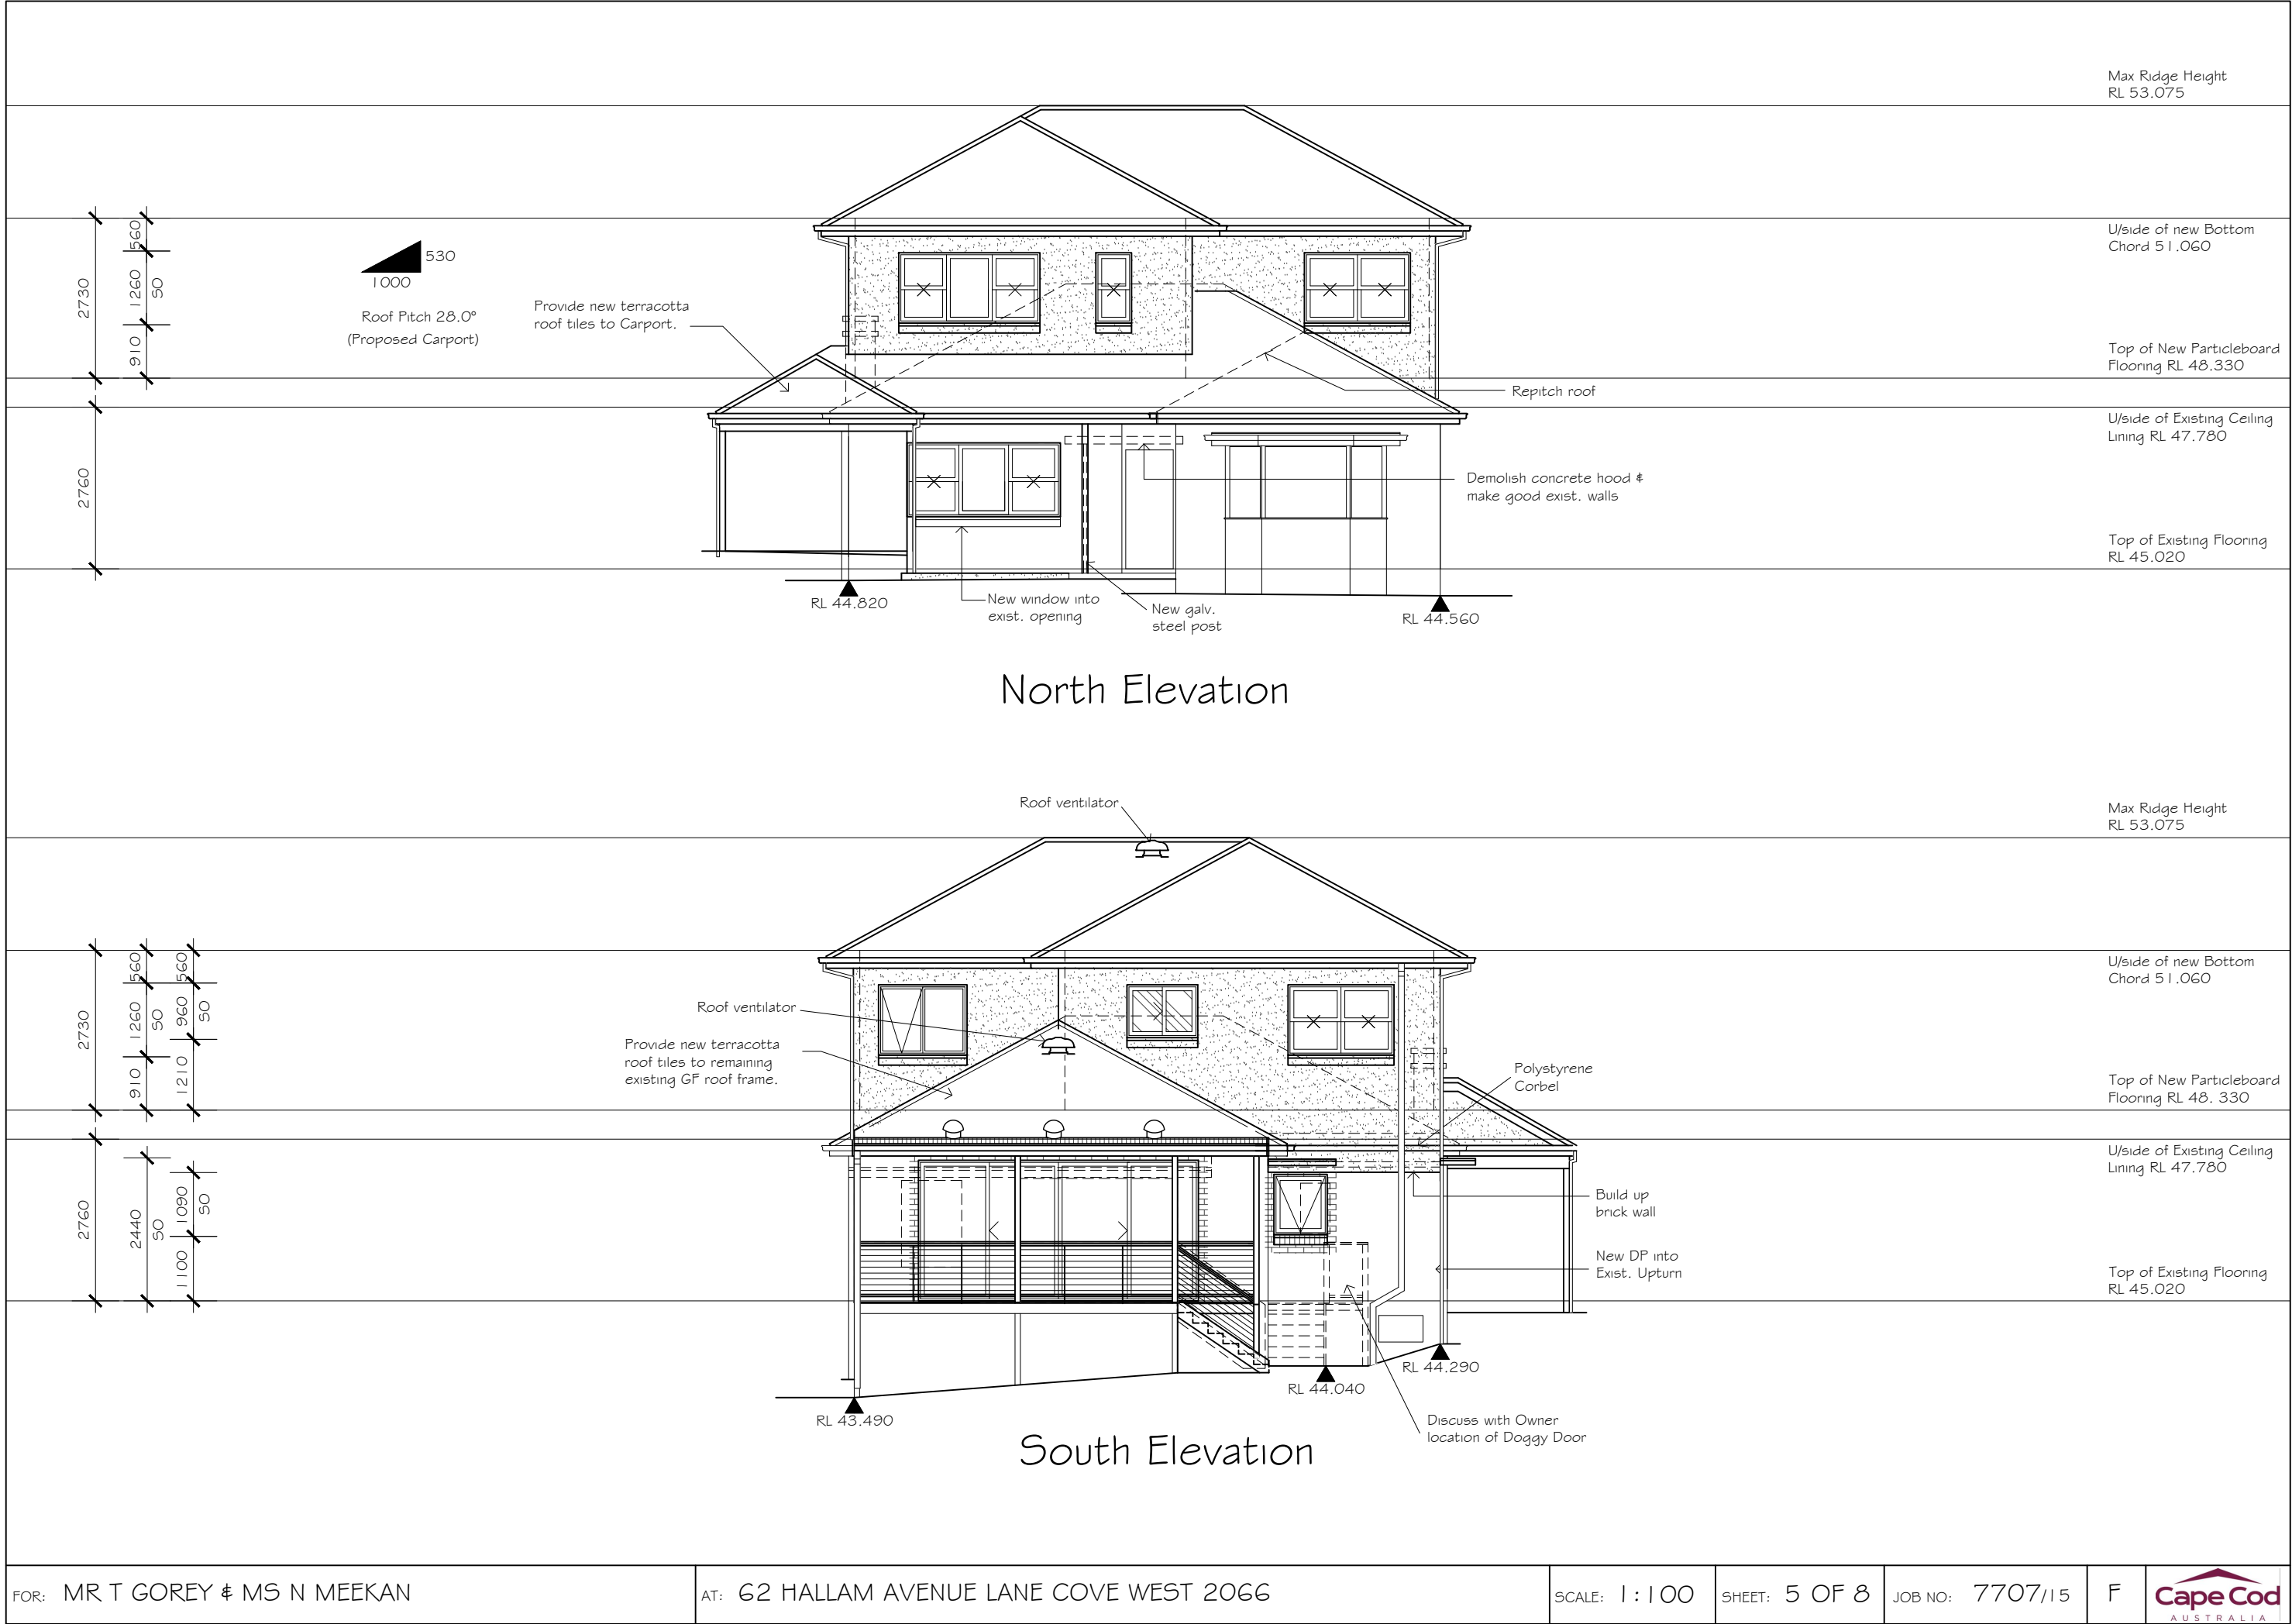 Max Ridge Height
RL 53.075
U/side of new Bottom
Chord 51.060
Top of New Particleboard
Flooring RL 48.330
U/side of Existing Ceiling
Lining RL 47.780
Top of Existing Flooring
RL 45.020
2730
560
1260
50
910
2760
530
1000
Roof Pitch 28.0°
(Proposed Carport)
Provide new terracotta
roof tiles to Carport.
Repitch roof
Demolish concrete hood &
make good exist. walls
RL 44.820
New window into
exist. opening
New galv.
steel post
RL 44.560
North Elevation
Roof ventilator
Max Ridge Height
RL 53.075
U/side of new Bottom
Chord 51.060
Top of New Particleboard
Flooring RL 48. 330
U/side of Existing Ceiling
Lining RL 47.780
Top of Existing Flooring
RL 45.020
2730
560
1260
50
910
560
960
50
1210
2760
2440
50
1090
50
1100
Roof ventilator
Provide new terracotta
roof tiles to remaining
existing GF roof frame.
Polystyrene
Corbel
Build up
brick wall
New DP into
Exist. Upturn
RL 44.290
RL 44.040
RL 43.490
Discuss with Owner
location of Doggy Door
South Elevation
FOR: MR T GOREY & MS N MEEKAN
AT: 62 HALLAM AVENUE LANE COVE WEST 2066
SCALE: 1:100
SHEET: 5 OF 8
JOB NO: 7707/15
F
Cape Cod
AUSTRALIA